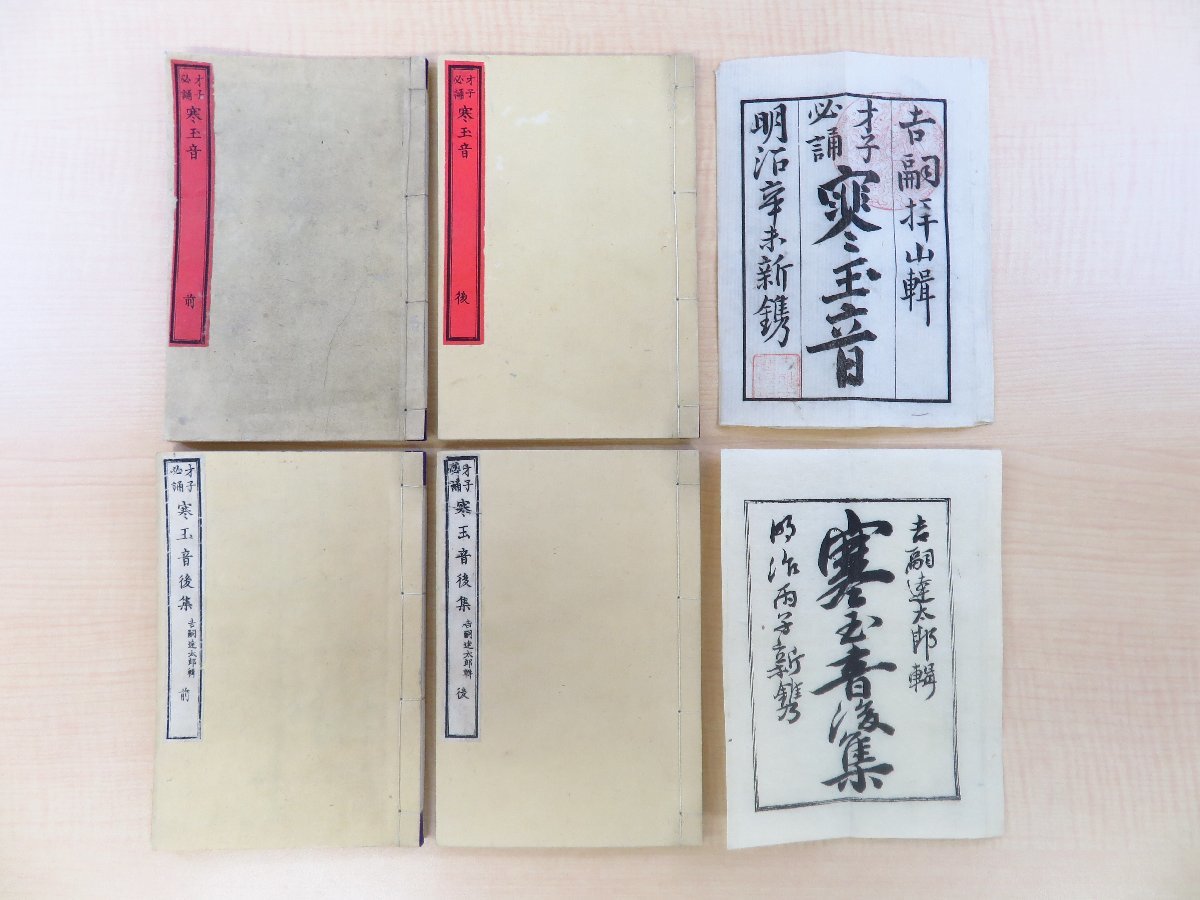 才子
必誦
寒玉音
前
才子
必誦
寒玉音
後
吉嗣拝山輯
才子
必誦
寒玉音
明治辛未新鐫
才子
必誦
寒玉音後集
吉嗣達太郎輯
前
才子
必誦
寒玉音後集
吉嗣達太郎輯
後
吉嗣達太郎輯
寒玉音後集
明治丙子新鐫